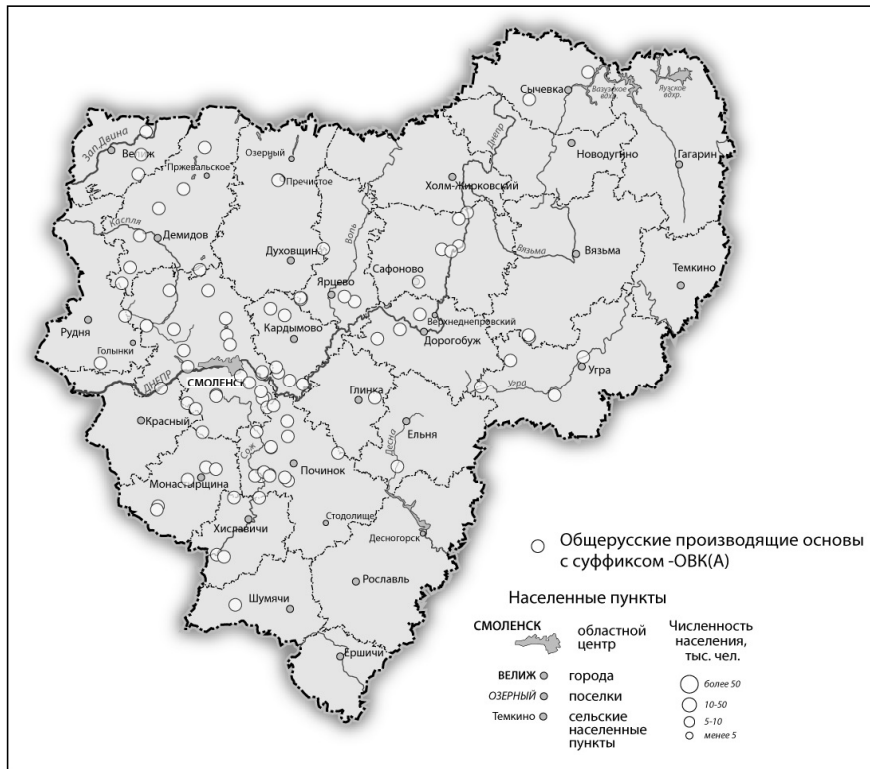 Сычевка
Вазузское
вдхр.
Яузское
вдхр.
Зап.Двина
Велиж
Озерный
Пржевальское
Пречистое
Днепр
Новодугино
Гагарин
Холм-Жирковский
Каспля
Демидов
Вопь
Духовщин
Вязьма
Вязьма
Сафоново
Темкино
Ярцево
Рудня
Кардымово
Верхнеднепровский
Дорогобуж
Голынки
Угра
Угра
ДНЕПР
СМОЛЕНСК
Глинка
Красный
Ельня
Сож
Десна
Починок
Монастырщина
Стодолище
Хиславичи
Десногорск
Рославль
Шумячи
Ершичи
Общерусские производящие основы
с суффиксом -ОВК(А)
Населенные пункты
СМОЛЕНСК
областной
центр
ВЕЛИЖ
города
ОЗЕРНЫЙ
поселки
Темкино
сельские
населенные
пункты
Численность
населения,
тыс. чел.
более 50
10-50
5-10
менее 5